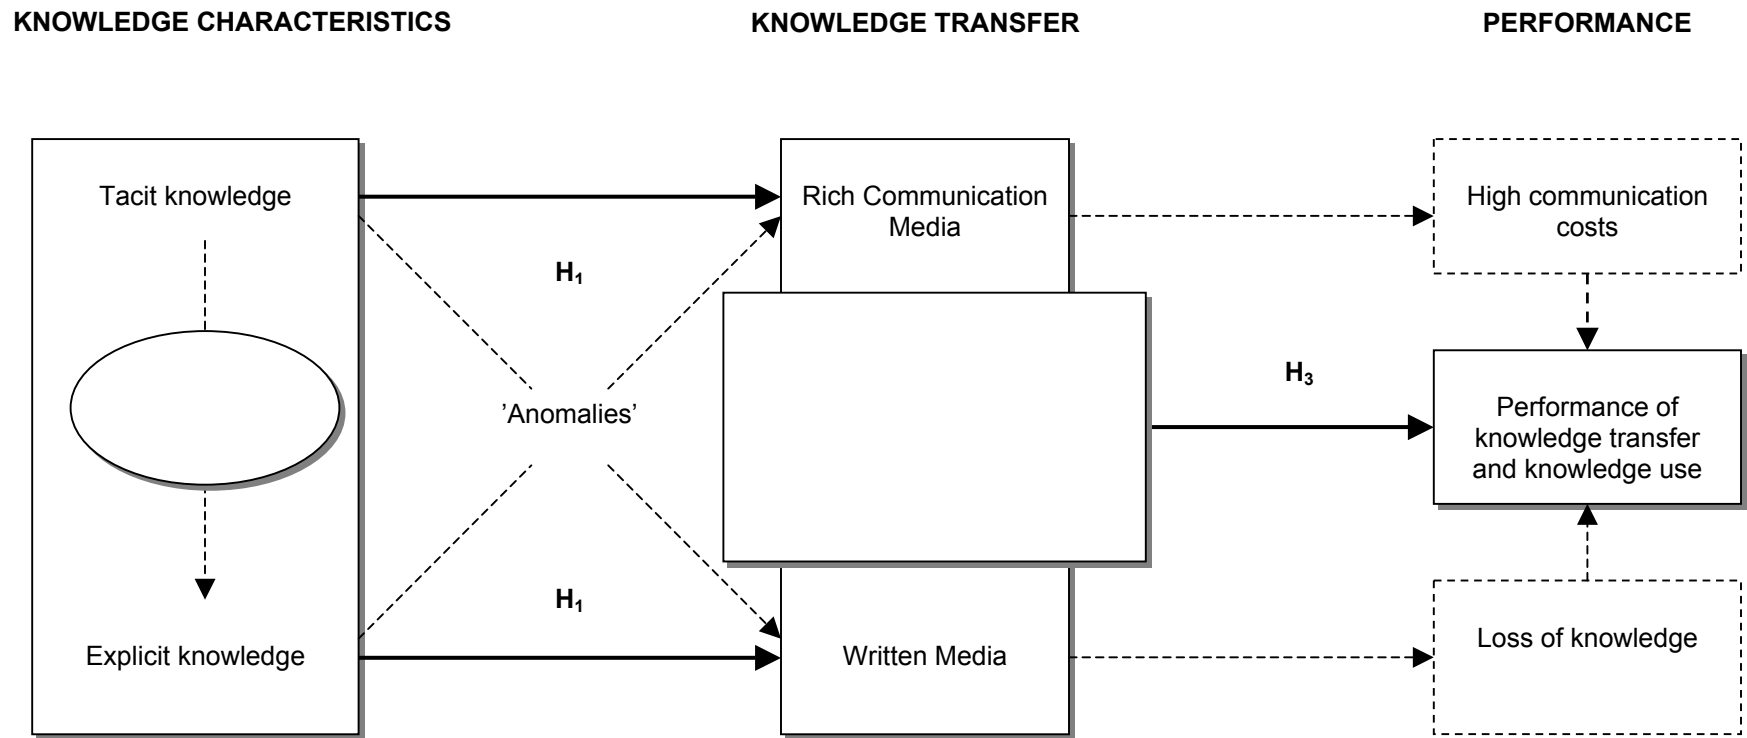 KNOWLEDGE CHARACTERISTICS
KNOWLEDGE TRANSFER
PERFORMANCE
Tacit knowledge
Rich Communication
Media
High communication
costs
H₁
H₃
'Anomalies'
Performance of
knowledge transfer
and knowledge use
H₁
Explicit knowledge
Written Media
Loss of knowledge